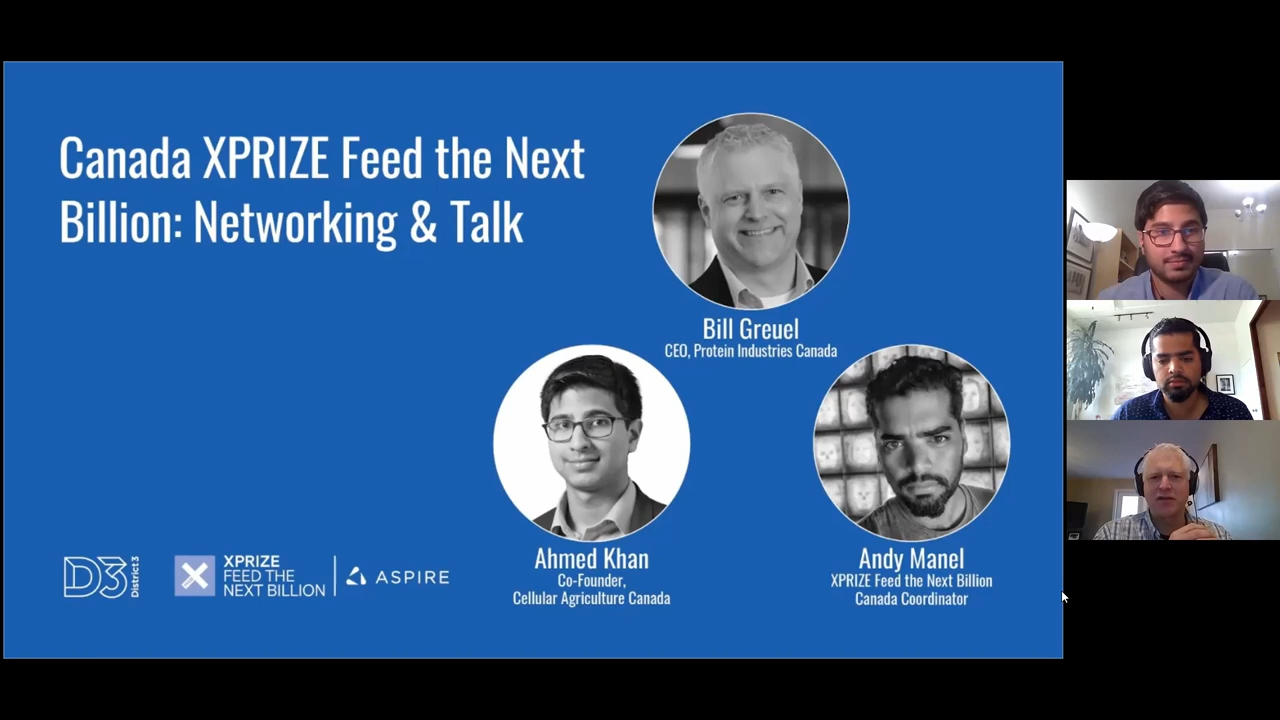 Canada XPRIZE Feed the Next
Billion: Networking & Talk
Bill Greuel
CEO, Protein Industries Canada
Ahmed Khan
Co-Founder,
Cellular Agriculture Canada
Andy Manel
XPRIZE Feed the Next Billion
Canada Coordinator
D3
District 3
XPRIZE
FEED THE
NEXT BILLION
ASPIRE